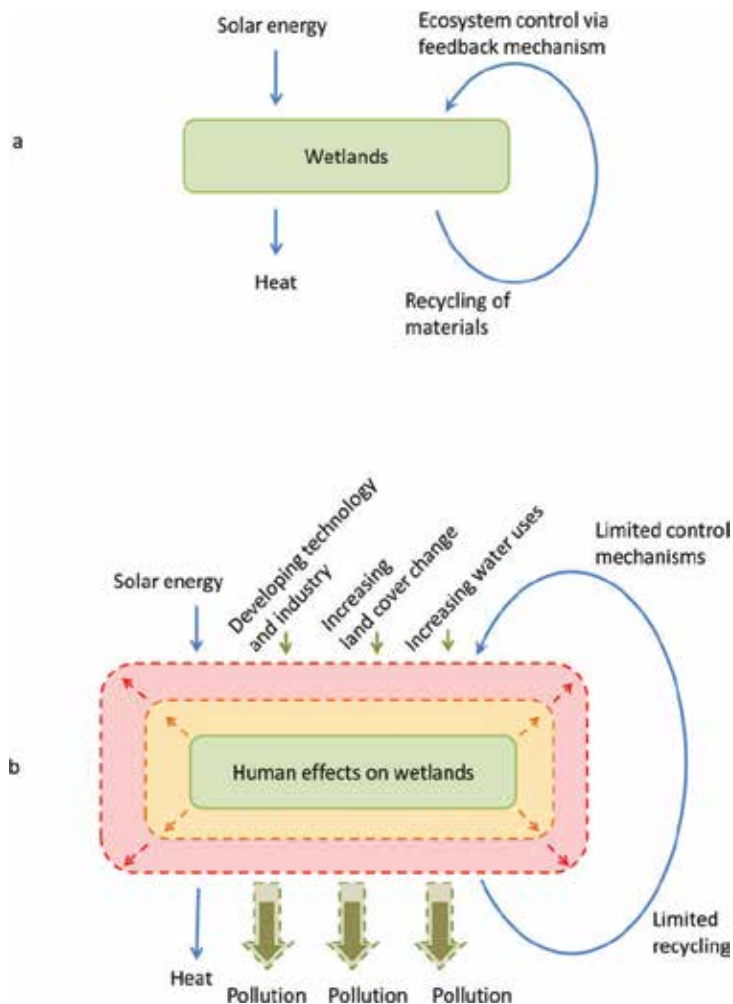 Solar energy
Ecosystem control via
feedback mechanism
a
Wetlands
Heat
Recycling of
materials
Developing technology
and industry
Increasing
land cover change
Increasing water uses
Limited control
mechanisms
Solar energy
b
Human effects on wetlands
Limited
recycling
Heat
Pollution
Pollution
Pollution